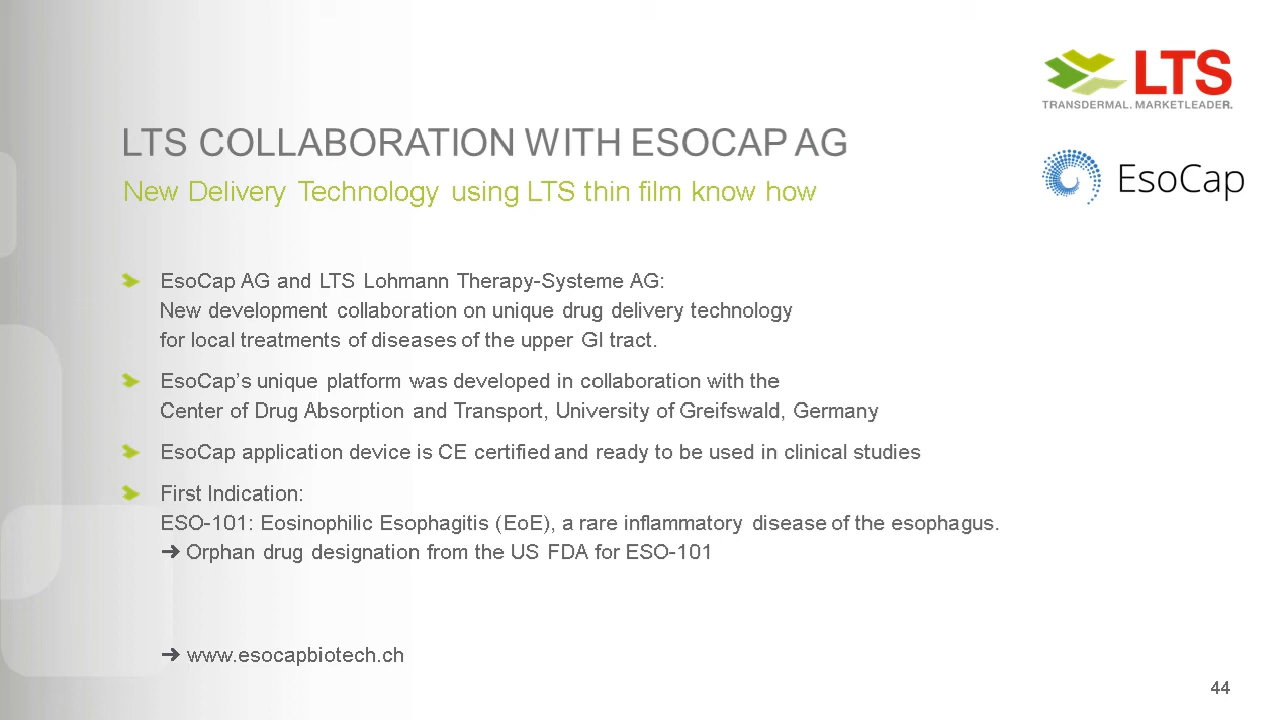 LTS
TRANSDERMAL. MARKETLEADER.
LTS COLLABORATION WITH ESOCAP AG
New Delivery Technology using LTS thin film know how
EsoCap
EsoCap AG and LTS Lohmann Therapy-Systeme AG:
New development collaboration on unique drug delivery technology
for local treatments of diseases of the upper GI tract.
EsoCap's unique platform was developed in collaboration with the
Center of Drug Absorption and Transport, University of Greifswald, Germany
EsoCap application device is CE certified and ready to be used in clinical studies
First Indication:
ESO-101: Eosinophilic Esophagitis (EoE), a rare inflammatory disease of the esophagus.
➔ Orphan drug designation from the US FDA for ESO-101
➔ www.esocapbiotech.ch
44